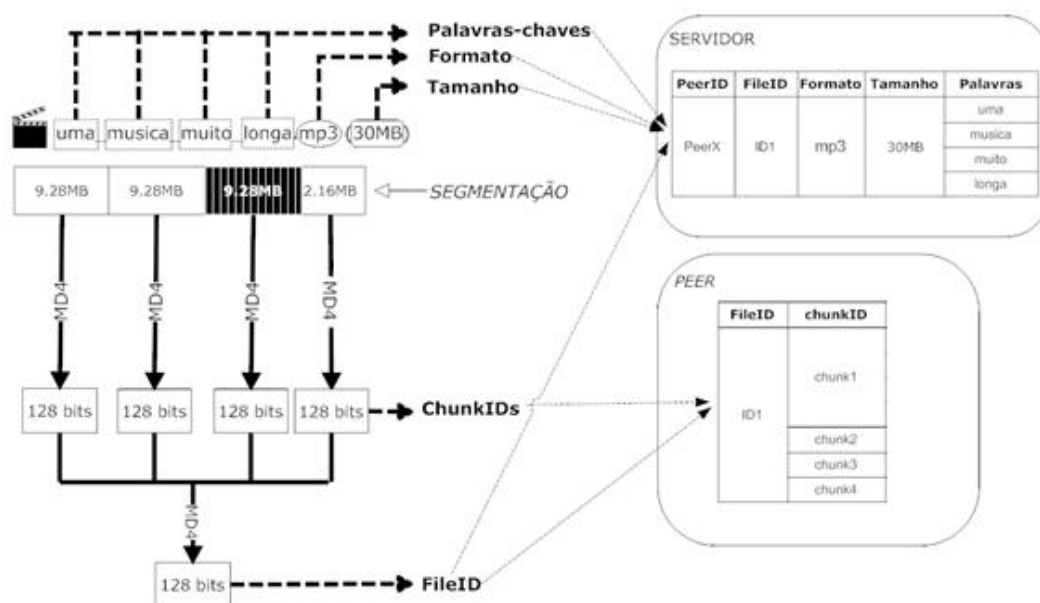 Palavras-chaves
Formato
Tamanho
uma musica muito longa.mp3 (30MB)
9.28MB 9.28MB 9.28MB 2.16MB
SEGMENTAÇÃO
MD4 MD4 MD4 MD4
128 bits 128 bits 128 bits 128 bits
ChunkIDs
MD4
128 bits
FileID
SERVIDOR
PeerID FileID Formato Tamanho Palavras
PeerX ID1 mp3 30MB
uma
musica
muito
longa
PEER
FileID chunkID
ID1
chunk1
chunk2
chunk3
chunk4